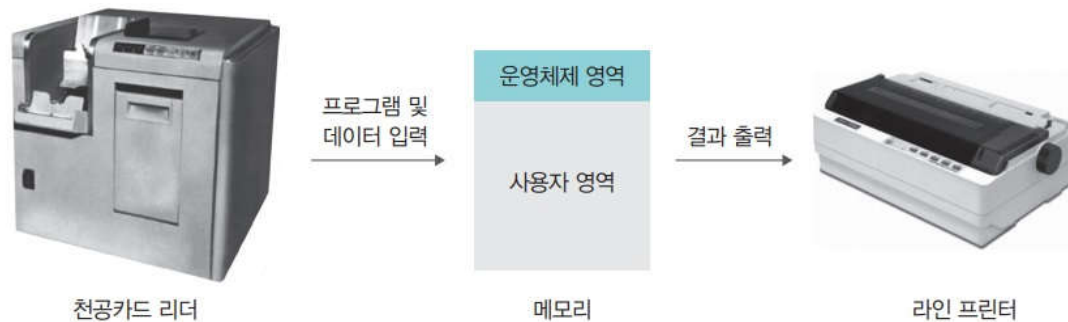 프로그램 및
데이터 입력
운영체제 영역
사용자 영역
결과 출력
천공카드 리더
메모리
라인 프린터